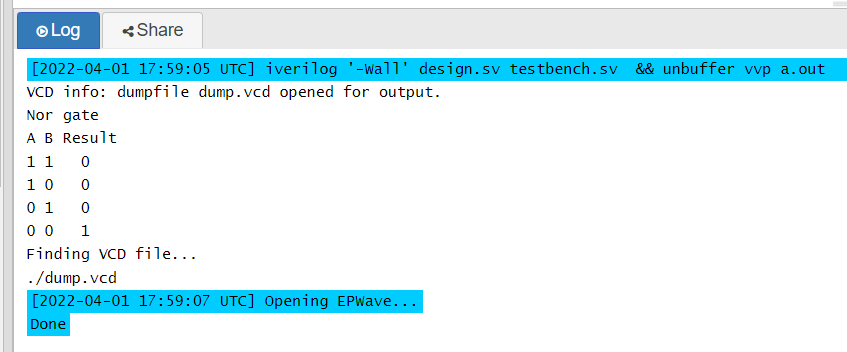 Log Share
[2022-04-01 17:59:05 UTC] iverilog '-Wall' design.sv testbench.sv  && unbuffer vvp a.out
VCD info: dumpfile dump.vcd opened for output.
Nor gate
A B Result
1 1   0
1 0   0
0 1   0
0 0   1
Finding VCD file...
./dump.vcd
[2022-04-01 17:59:07 UTC] Opening EPWave...
Done